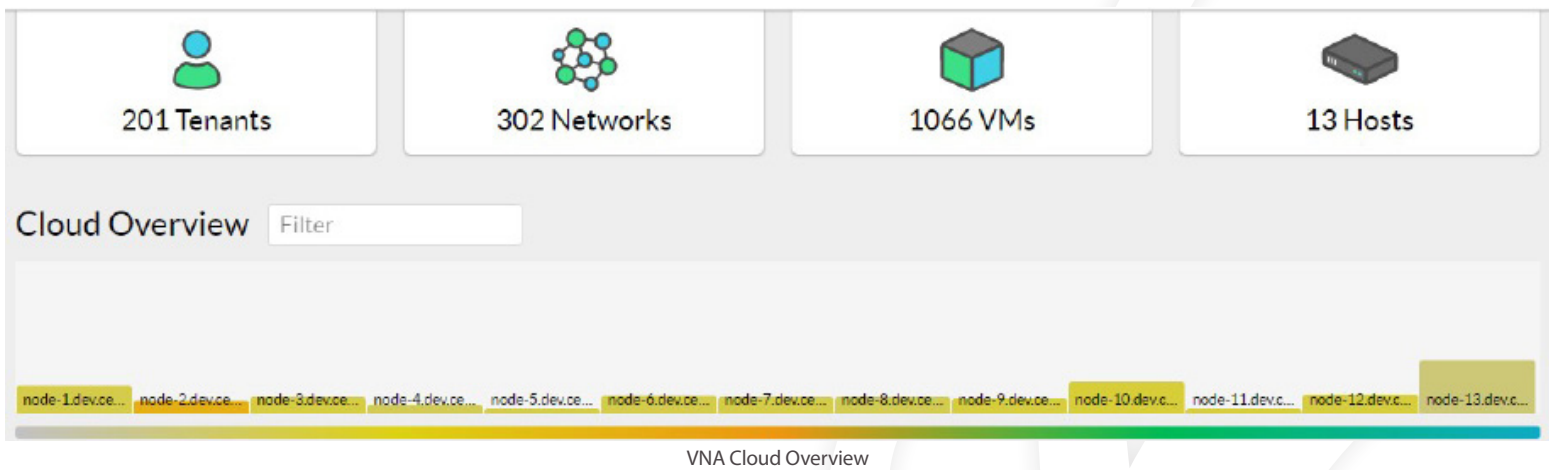 201 Tenants
302 Networks
1066 VMs
13 Hosts
Cloud Overview
Filter
node-1.dev.ce...
node-2.dev.ce...
node-3.dev.ce...
node-4.dev.ce...
node-5.dev.ce...
node-6.dev.ce...
node-7.dev.ce...
node-8.dev.ce...
node-9.dev.ce...
node-10.dev.c...
node-11.dev.c...
node-12.dev.c...
node-13.dev.c...
VNA Cloud Overview